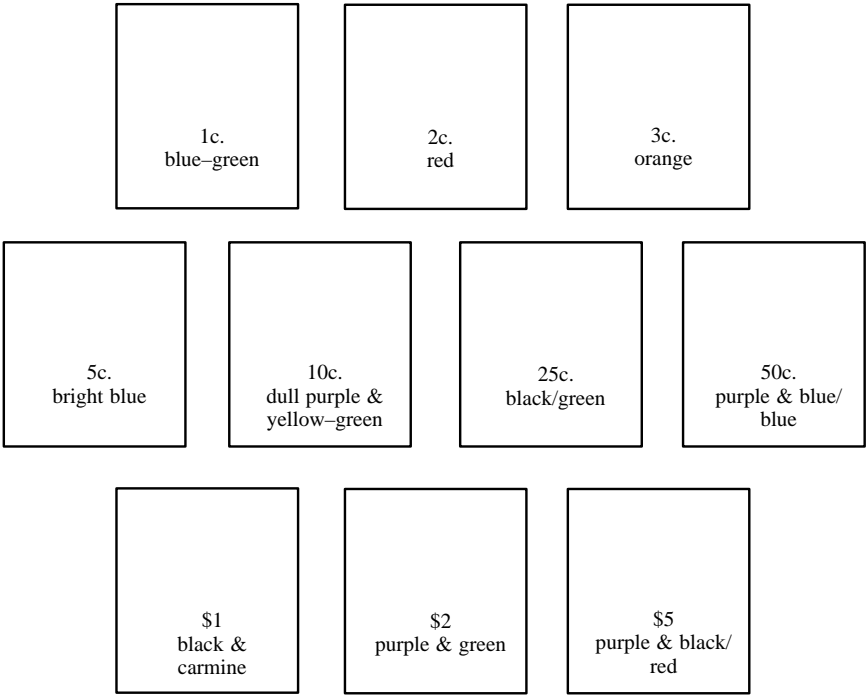 1c.
blue–green
2c.
red
3c.
orange
5c.
bright blue
10c.
dull purple &
yellow–green
25c.
black/green
50c.
purple & blue/
blue
$1
black &
carmine
$2
purple & green
$5
purple & black/
red